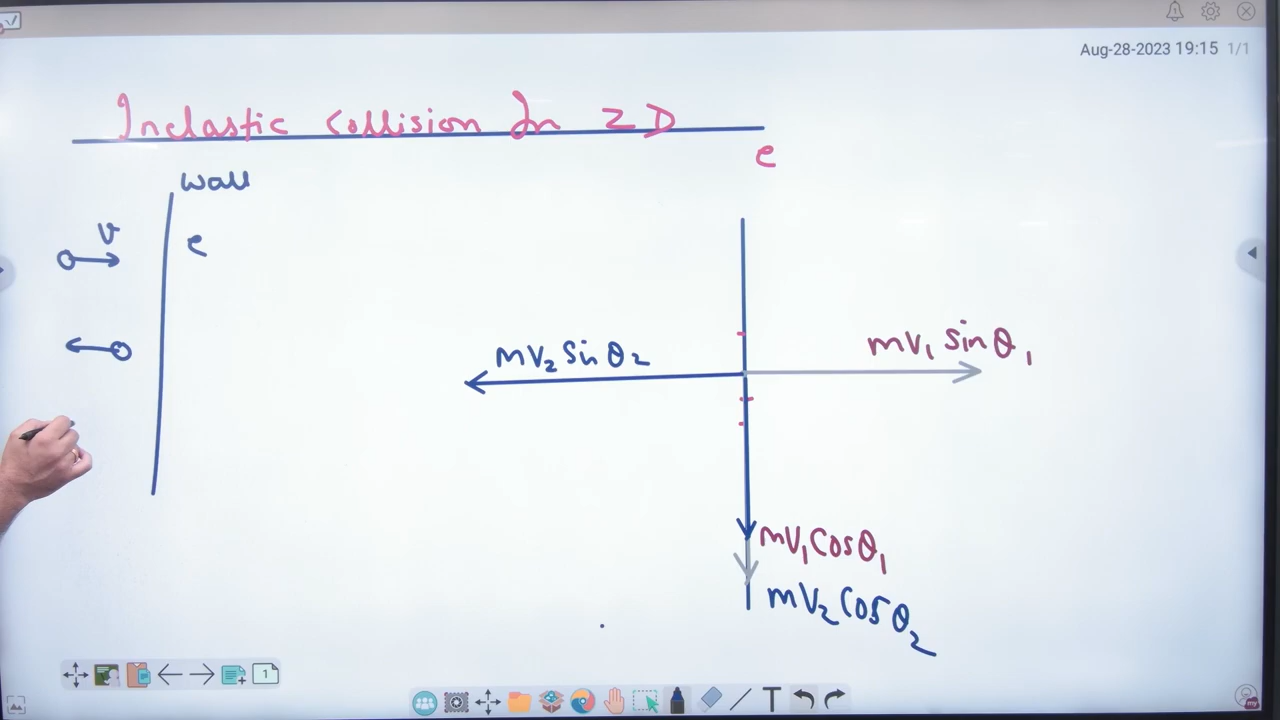 Aug-28-2023 19:15 1/1
Inelastic Collision In 2D
e
wall
v
e
mv₂ sin θ₂
mv₁ sin θ₁
mv₁ cos θ₁
mv₂ cos θ₂
1
T
my